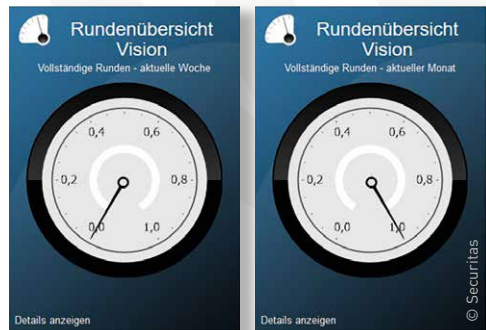 Rundenübersicht
Vision
Vollständige Runden - aktuelle Woche
0,4 0,6
0,2 0,8
0,0 1,0
Details anzeigen
Rundenübersicht
Vision
Vollständige Runden - aktueller Monat
0,4 0,6
0,2 0,8
0,0 1,0
Details anzeigen
© Securitas